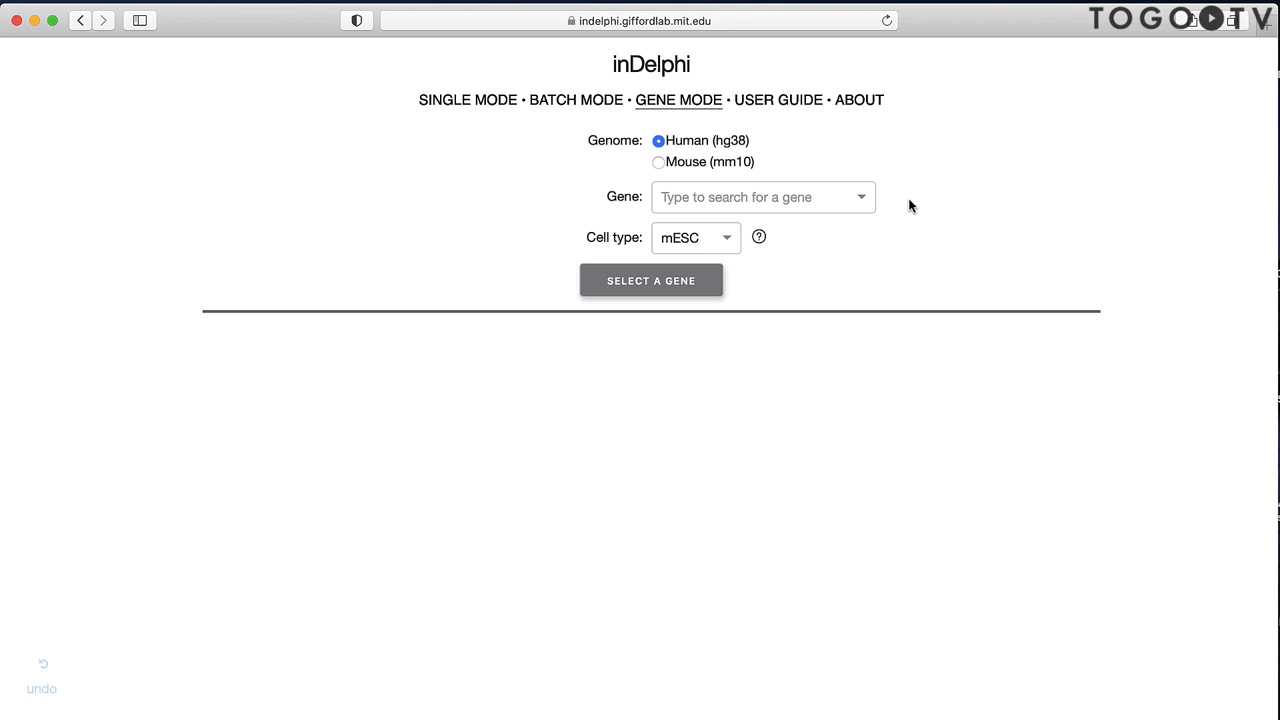 indelphi.giffordlab.mit.edu
TOGO TV
inDelphi
SINGLE MODE • BATCH MODE • GENE MODE • USER GUIDE • ABOUT
Genome: Human (hg38)
Mouse (mm10)
Gene: Type to search for a gene
Cell type: mESC ?
SELECT A GENE
undo